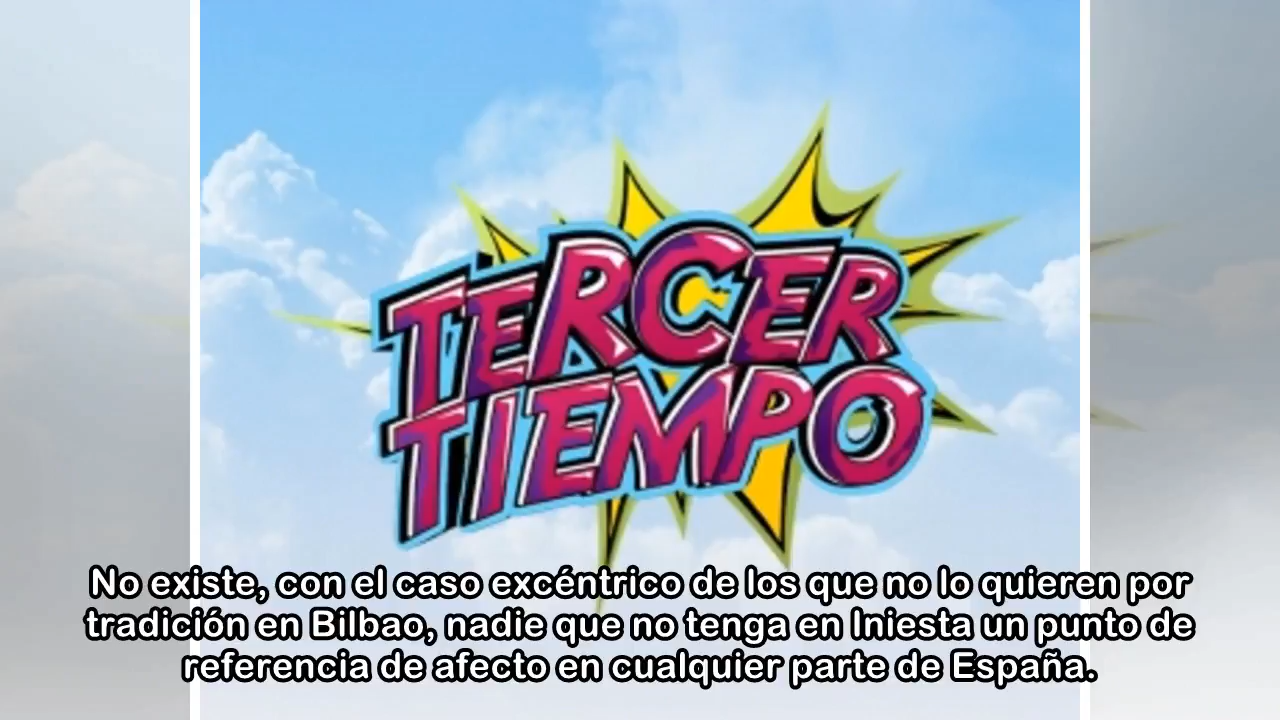 TERCER
TIEMPO
No existe, con el caso excéntrico de los que no lo quieren por
tradición en Bilbao, nadie que no tenga en Iniesta un punto de
referencia de afecto en cualquier parte de España.